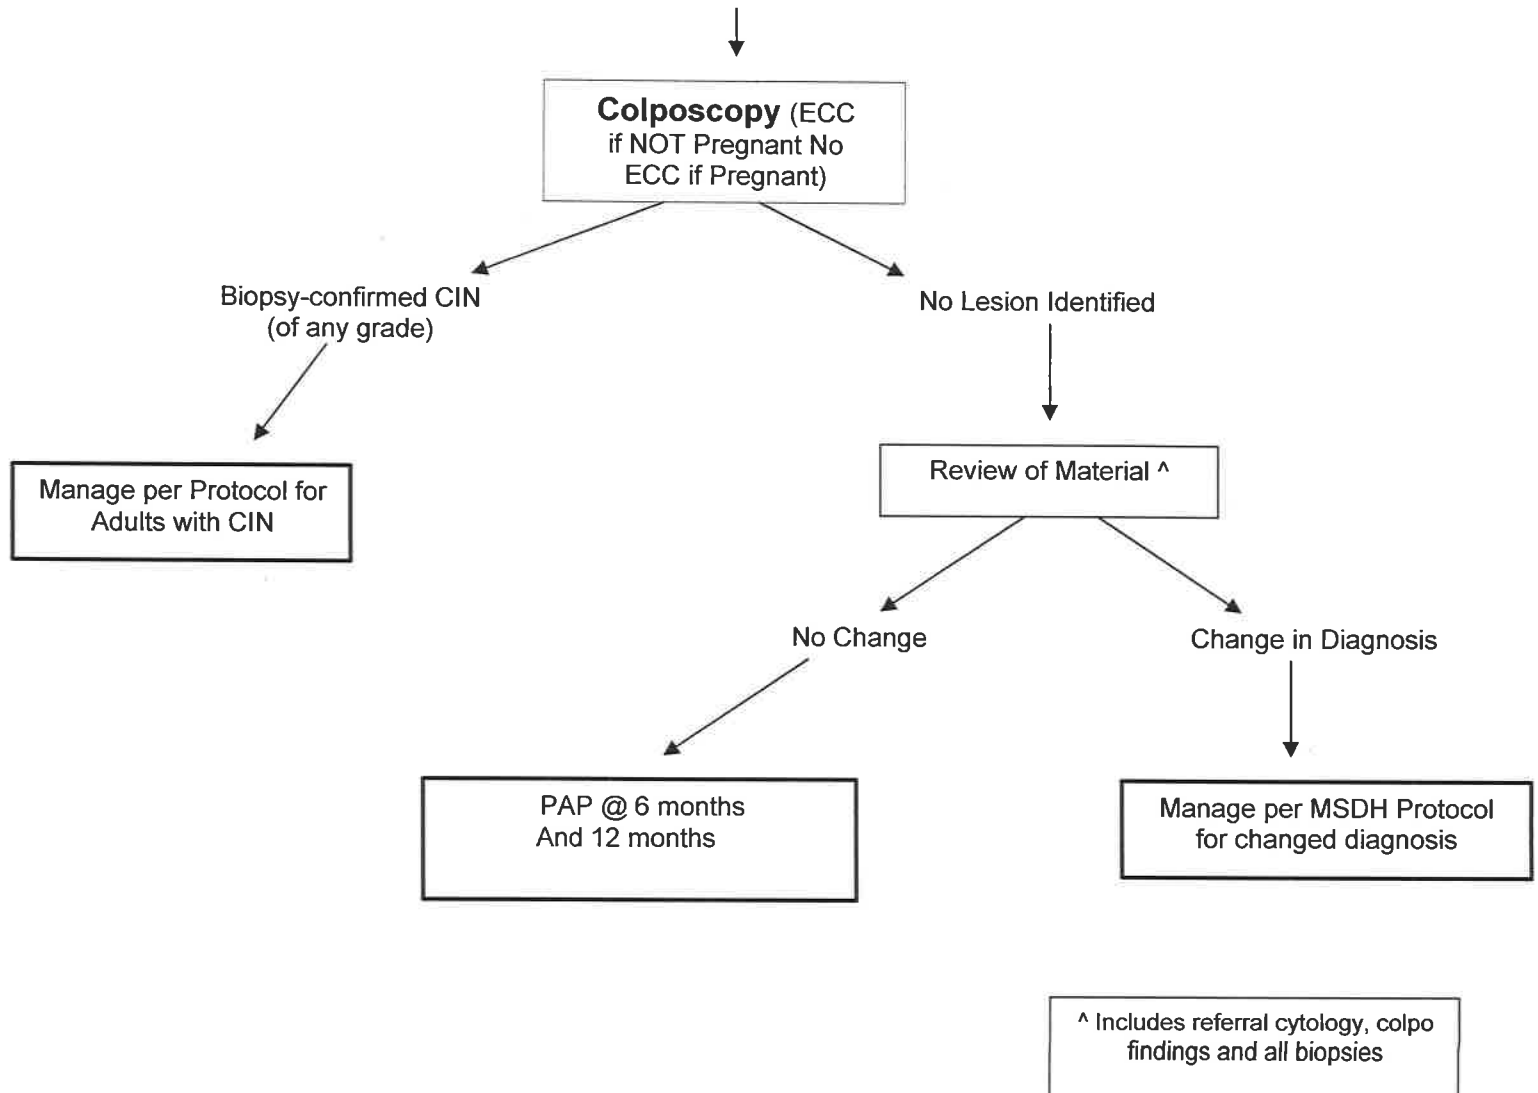 Colposcopy (ECC
if NOT Pregnant No
ECC if Pregnant)
Biopsy-confirmed CIN
(of any grade)
No Lesion Identified
Manage per Protocol for
Adults with CIN
Review of Material ^
No Change
Change in Diagnosis
PAP @ 6 months
And 12 months
Manage per MSDH Protocol
for changed diagnosis
^ Includes referral cytology, colpo
findings and all biopsies